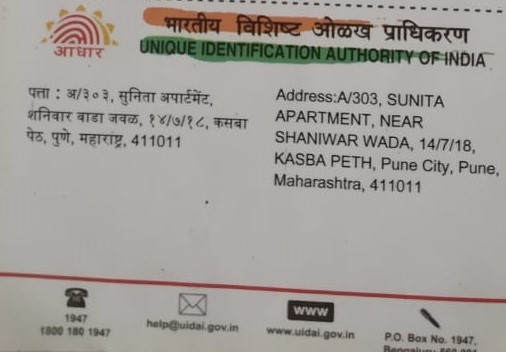 भारतीय विशिष्ट ओळख प्राधिकरण
UNIQUE IDENTIFICATION AUTHORITY OF INDIA
आधार
पत्ता : अ/३०३, सुनिता अपार्टमेंट,
शनिवार वाडा जवळ, १४/७/१८, कसबा
पेठ, पुणे, महाराष्ट्र, 411011
Address:A/303, SUNITA
APARTMENT, NEAR
SHANIWAR WADA, 14/7/18,
KASBA PETH, Pune City, Pune,
Maharashtra, 411011
1947
1800 180 1947
help@uidai.gov.in
www
www.uidai.gov.in
P.O. Box No. 1947,